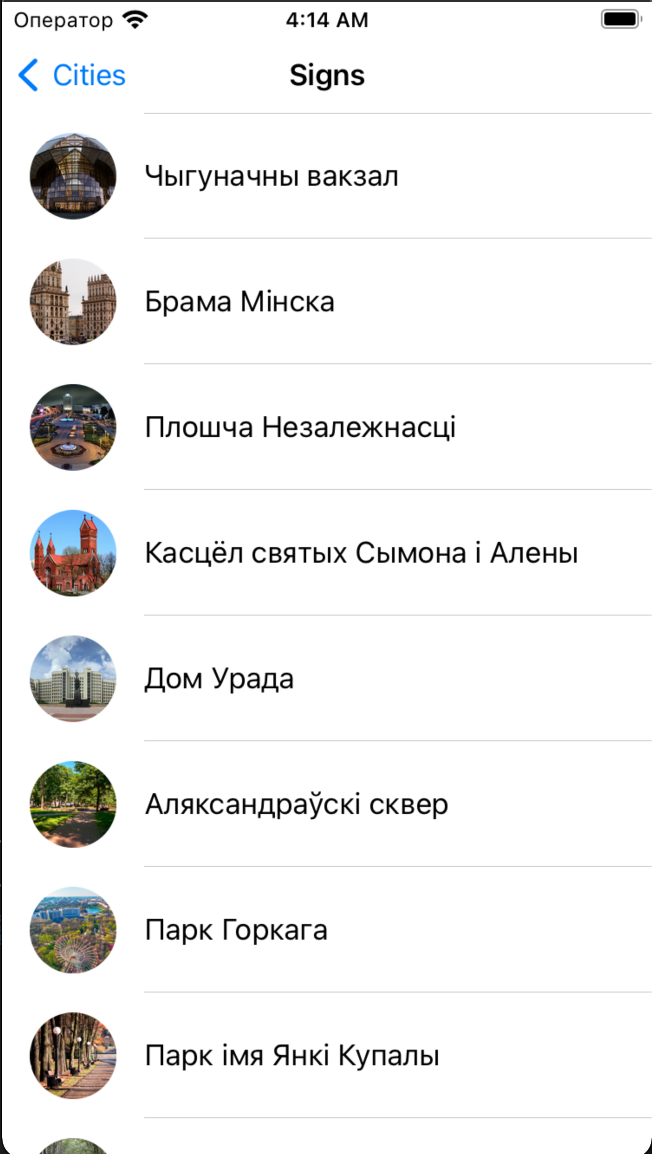 Оператор 4:14 AM
Cities Signs
Чыгуначны вакзал
Брама Мінска
Плошча Незалежнасці
Касцёл святых Сымона і Алены
Дом Урада
Аляксандраўскі сквер
Парк Горкага
Парк імя Янкі Купалы